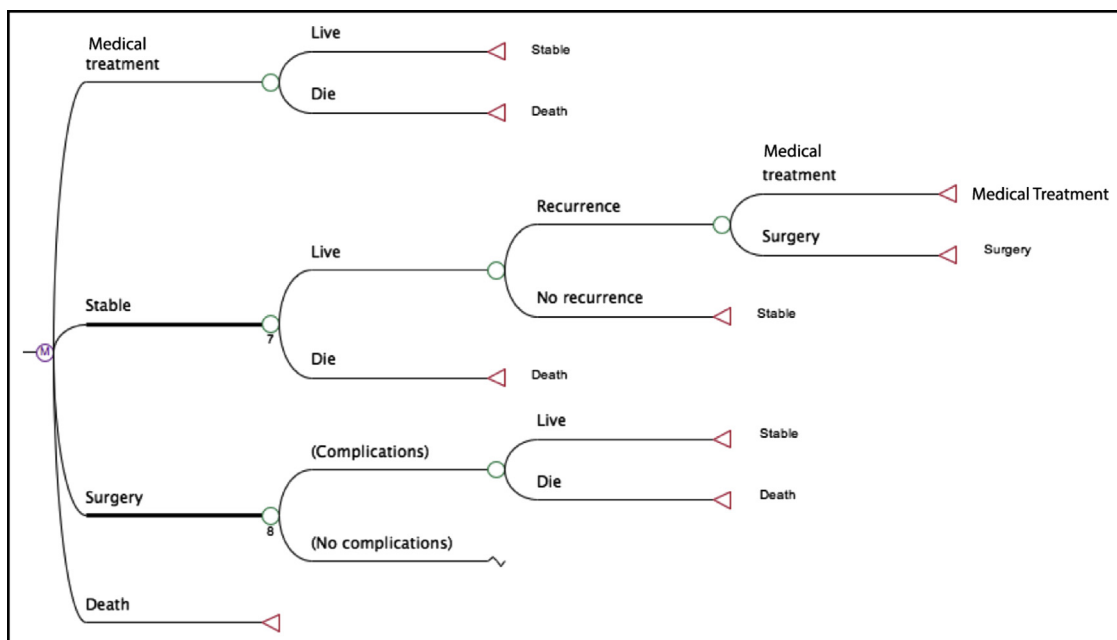 Medical
treatment
Live
Stable
Die
Death
Medical
treatment
Medical Treatment
Recurrence
Surgery
Surgery
Live
No recurrence
Stable
Stable
7
Die
Death
M
Live
Stable
(Complications)
Die
Death
Surgery
8
(No complications)
Death